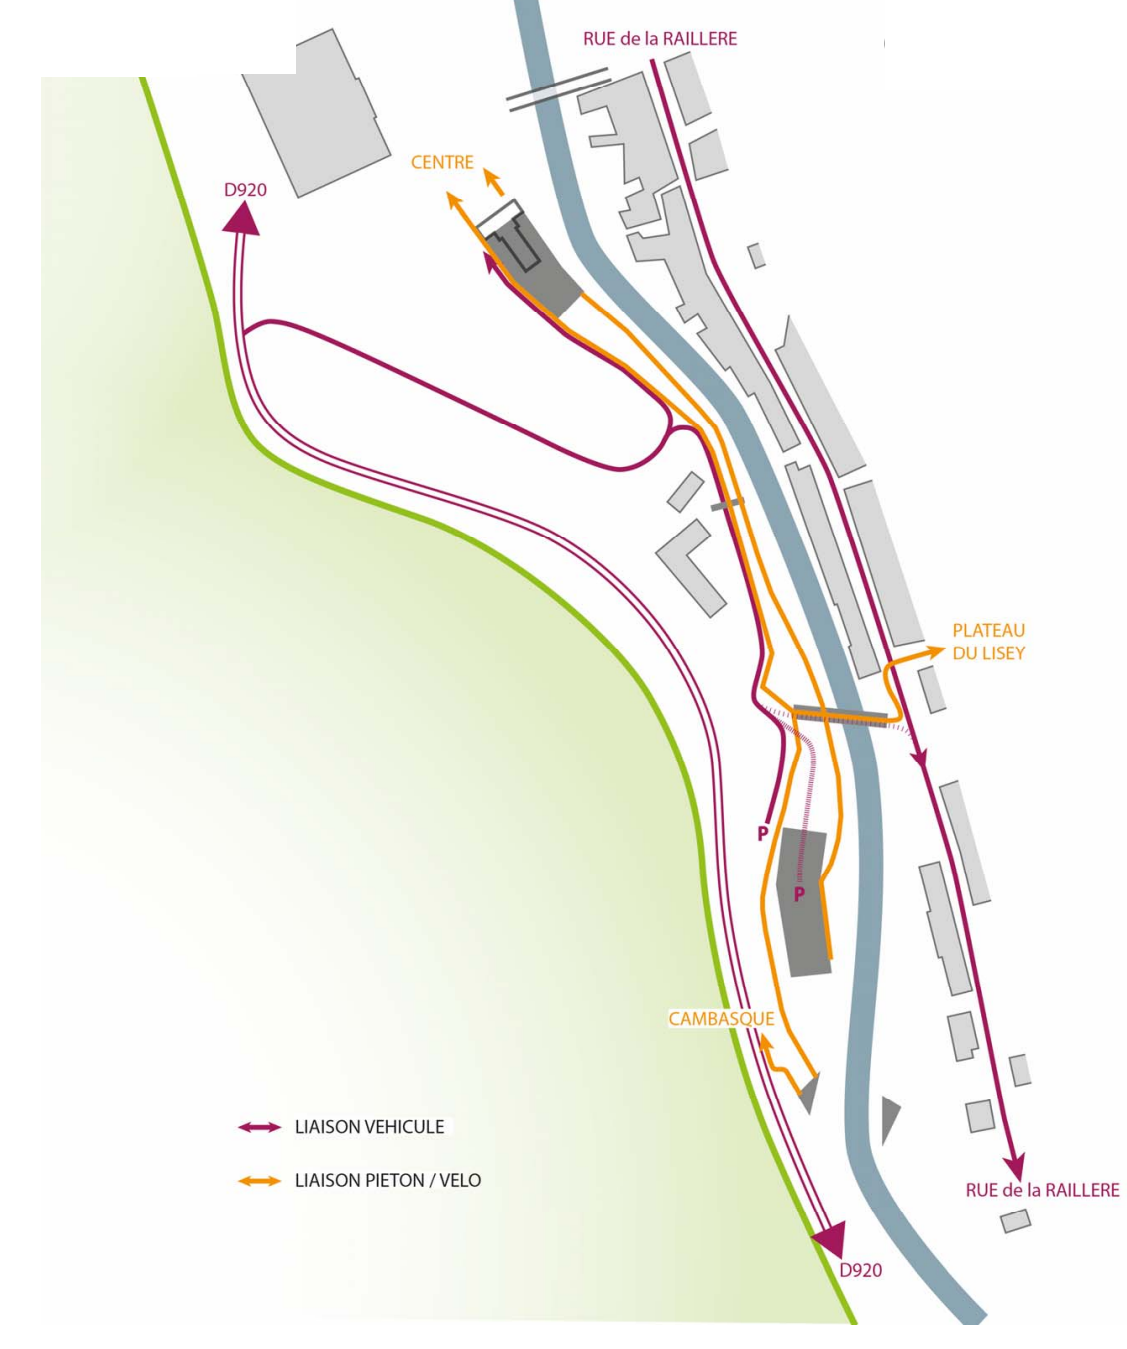 RUE de la RAILLERE
CENTRE
D920
PLATEAU
DU LISEY
P
P
CAMBASQUE
LIAISON VEHICULE
LIAISON PIETON / VELO
RUE de la RAILLERE
D920